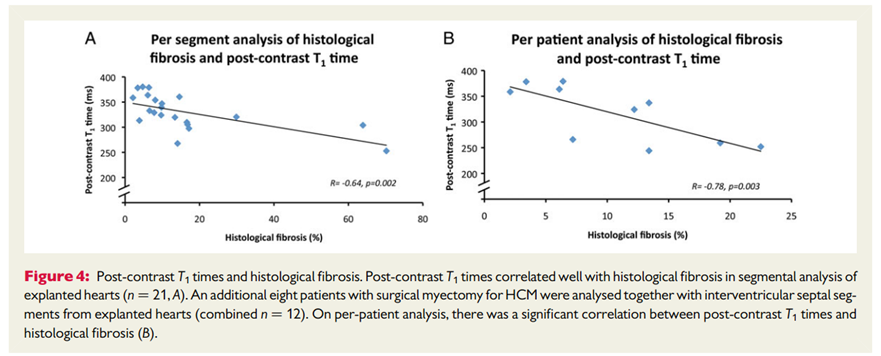 A
Per segment analysis of histological
fibrosis and post-contrast T₁ time
Post-contrast T₁ time (ms)
400
350
300
250
200
0
20
40
60
80
R= -0.64, p=0.002
Histological fibrosis (%)
B
Per patient analysis of histological fibrosis
and post-contrast T₁ time
Post-contrast T₁ time (ms)
400
350
300
250
200
0
5
10
15
20
25
R= -0.78, p=0.003
Histological fibrosis (%)
Figure 4: Post-contrast T₁ times and histological fibrosis. Post-contrast T₁ times correlated well with histological fibrosis in segmental analysis of
explanted hearts (n = 21, A). An additional eight patients with surgical myectomy for HCM were analysed together with interventricular septal seg-
ments from explanted hearts (combined n = 12). On per-patient analysis, there was a significant correlation between post-contrast T₁ times and
histological fibrosis (B).